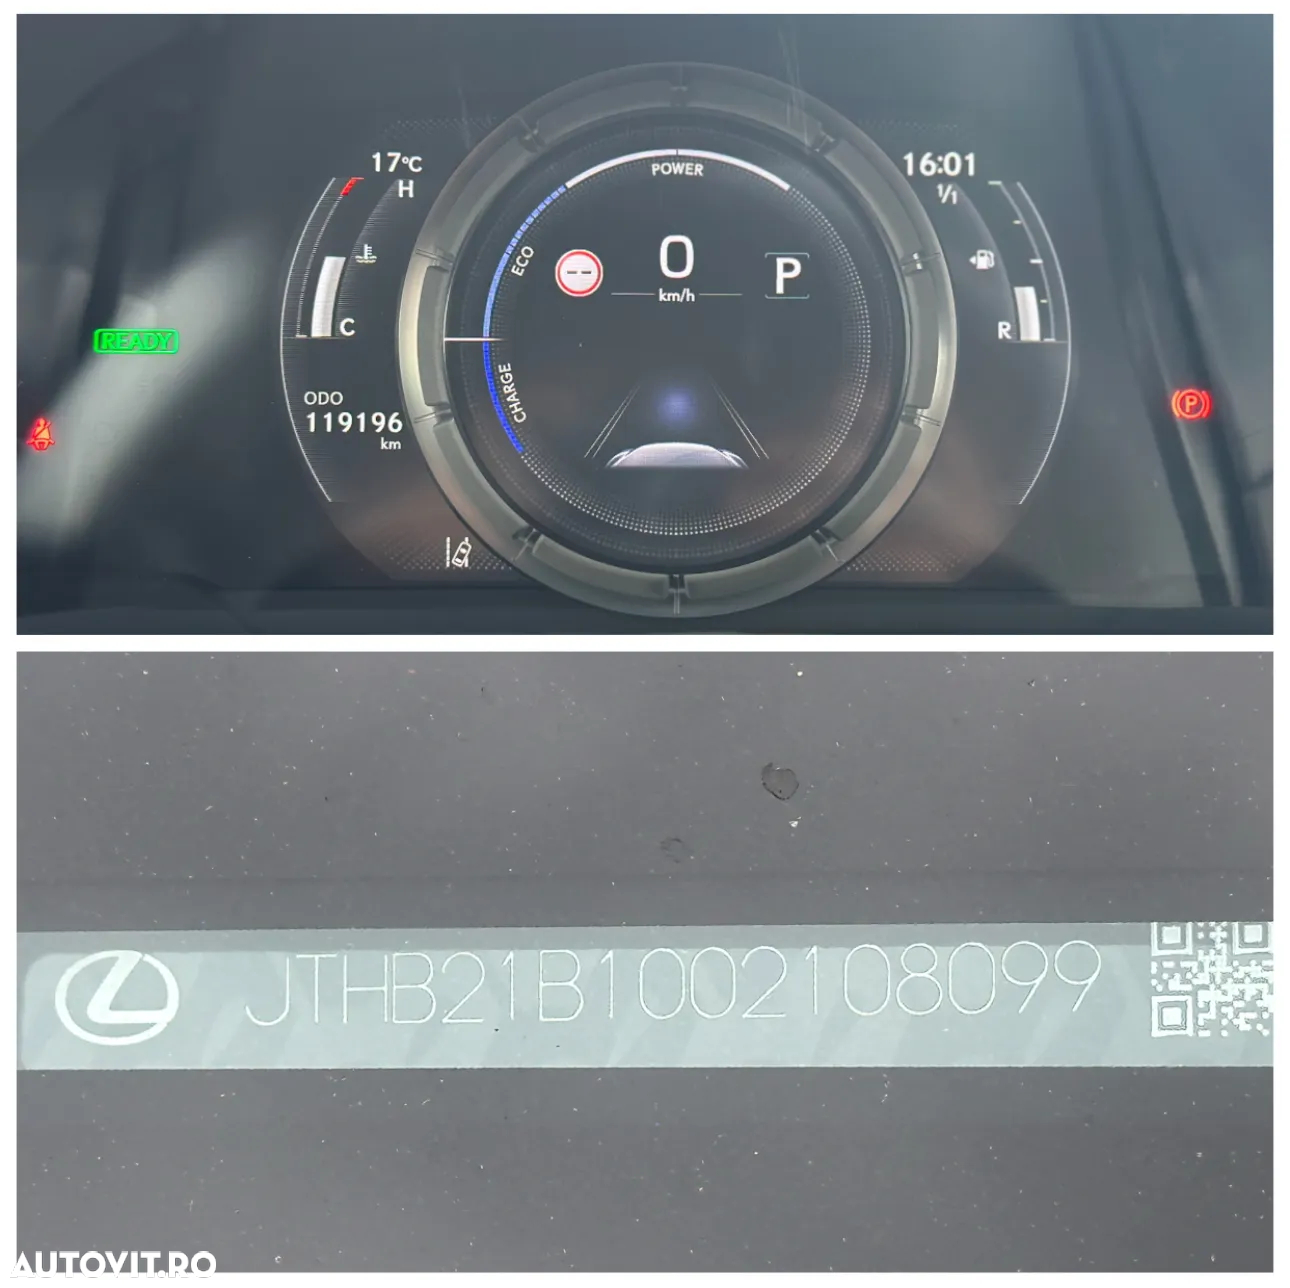 17°C
H
16:01
1/1
POWER
ECO
0
km/h
P
C
R
READY
CHARGE
ODO
119196
km
P
JTHB21B1002108099
AUTOVIT.RO